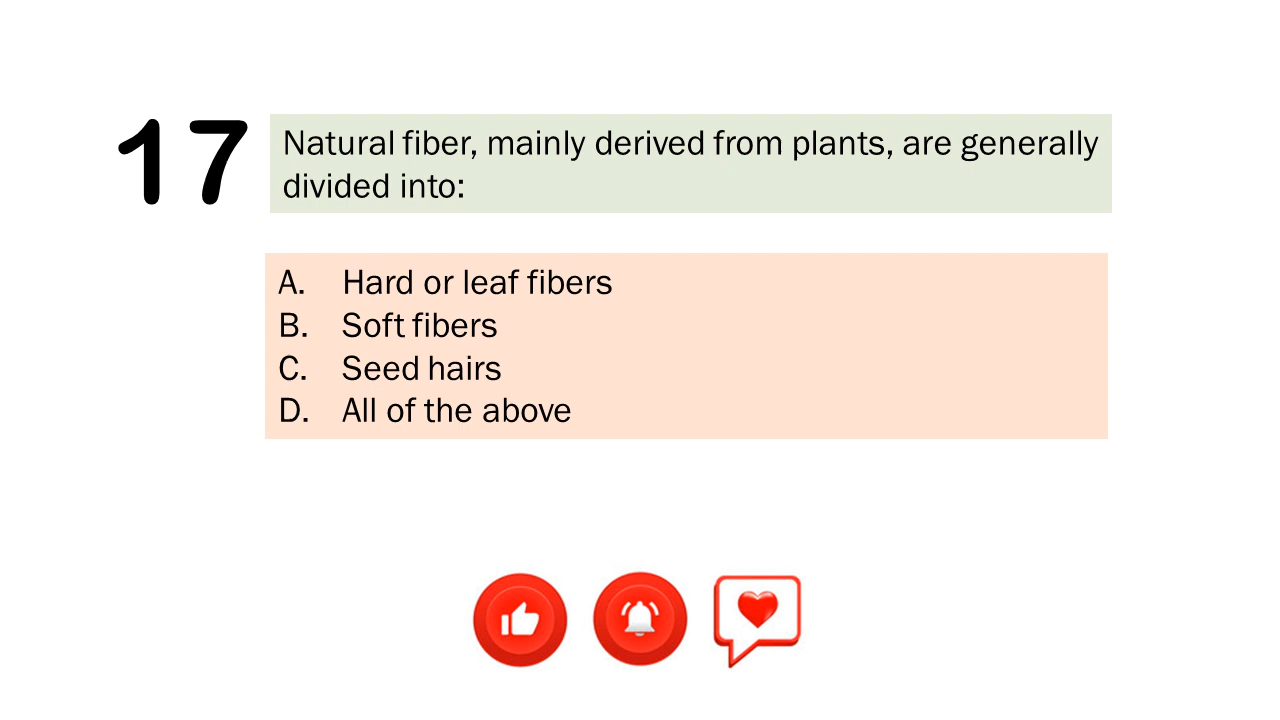 17
Natural fiber, mainly derived from plants, are generally
divided into:
A. Hard or leaf fibers
B. Soft fibers
C. Seed hairs
D. All of the above